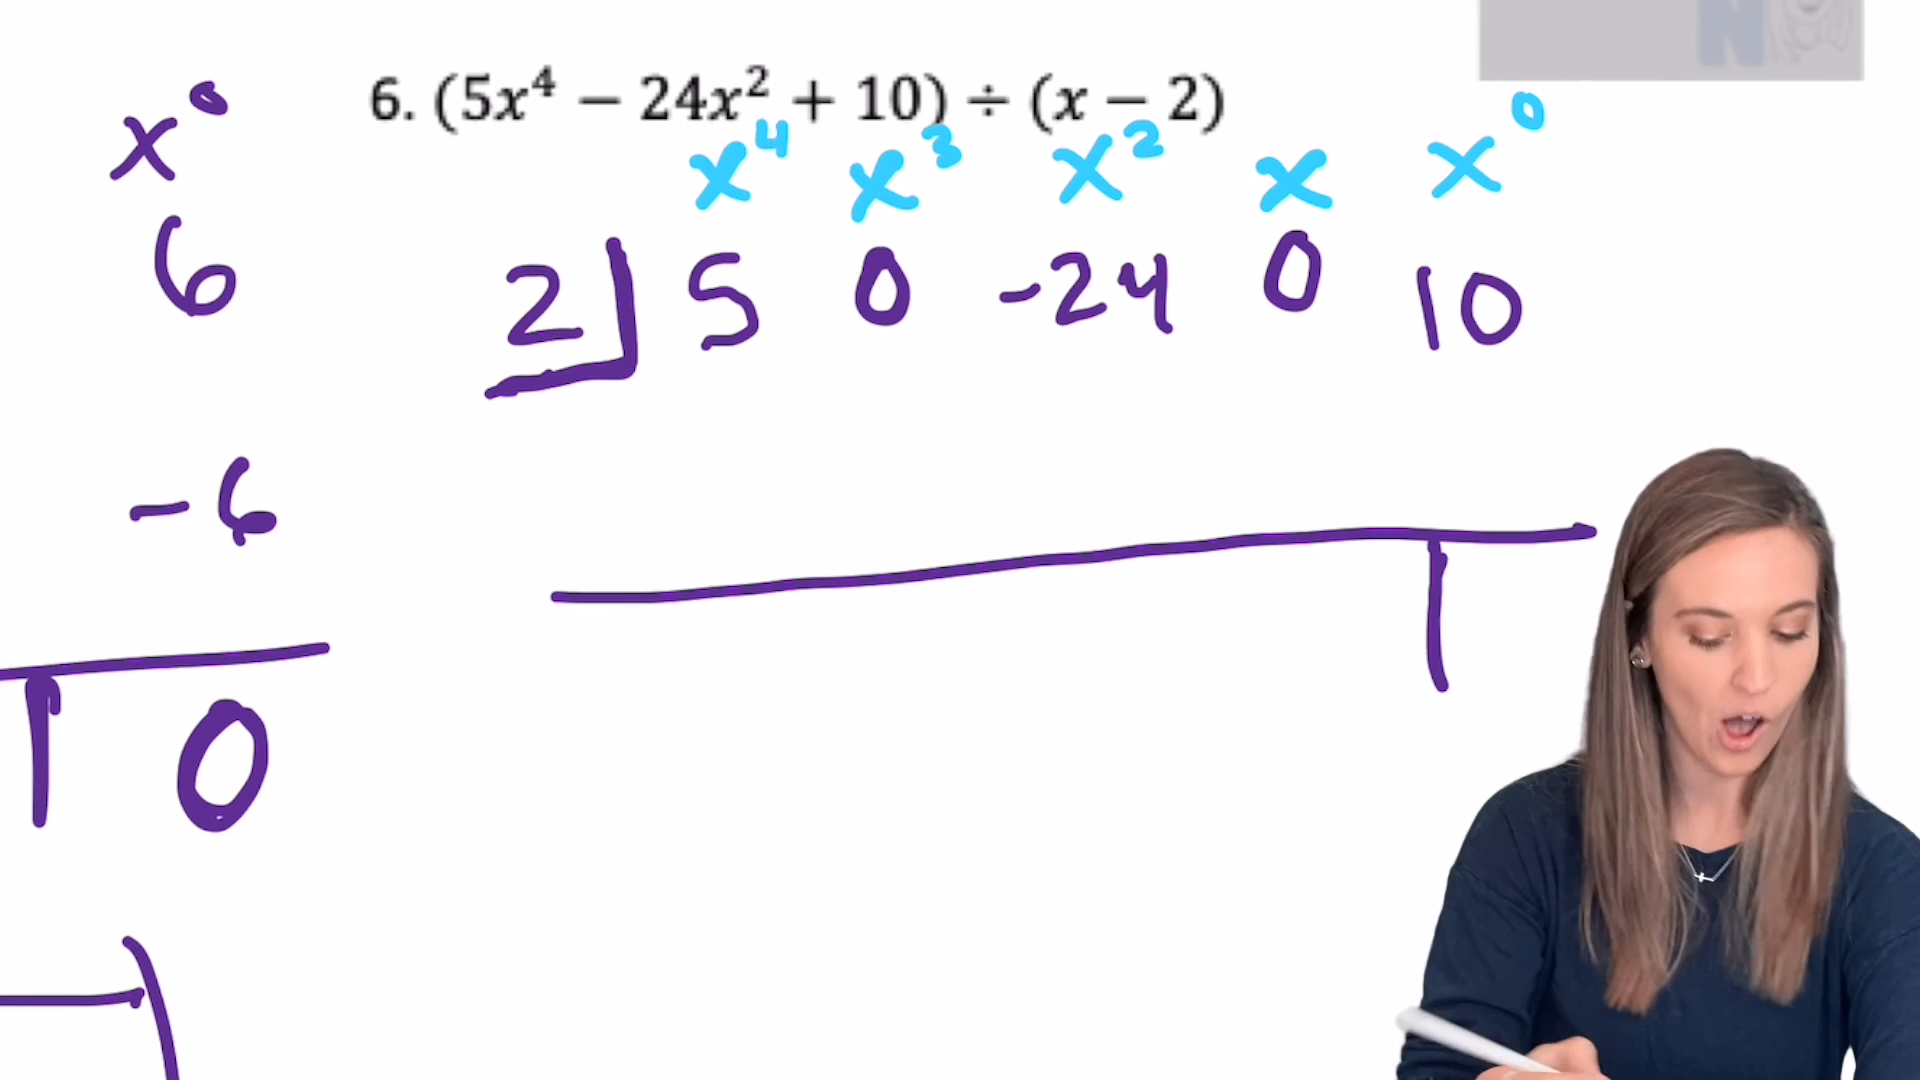 6. (5x⁴ − 24x² + 10) ÷ (x − 2)
x⁰
x⁴ x³ x² x x⁰
6
2 5 0 -24 0 10
-6
0
N